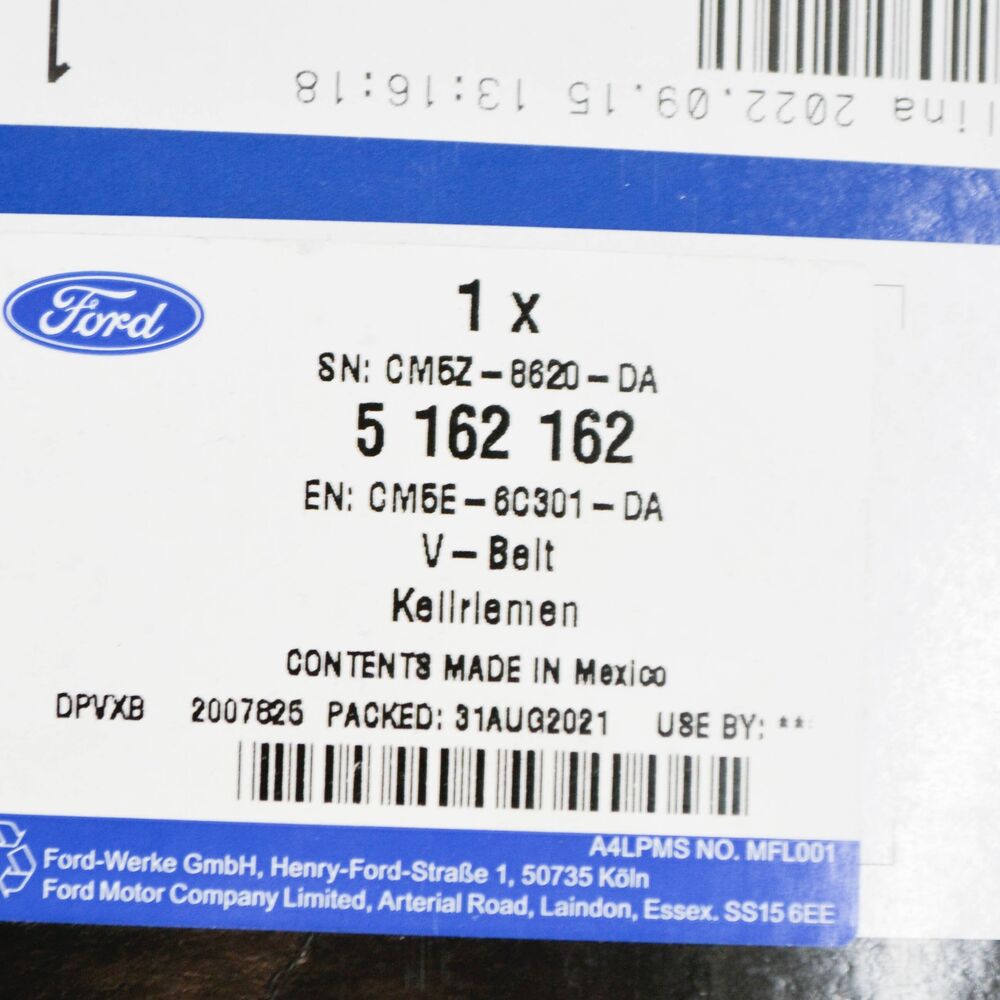 1
lina 2022.09.15 13:16:18
Ford
1 x
SN: CM5Z-8620-DA
5 162 162
EN: CM5E-6C301-DA
V-Belt
Keilriemen
CONTENTS MADE IN Mexico
DPVXB 2007825 PACKED: 31AUG2021 USE BY: **
A4LPMS NO. MFL001
Ford-Werke GmbH, Henry-Ford-Straße 1, 50735 Köln
Ford Motor Company Limited, Arterial Road, Laindon, Essex. SS15 6EE